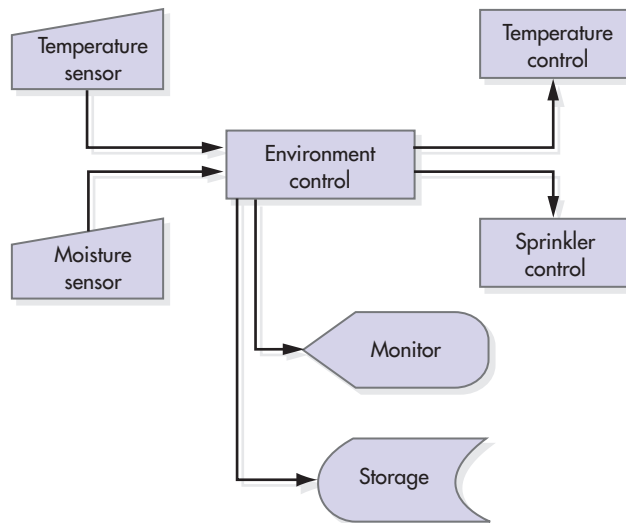 Temperature
sensor
Temperature
control
Environment
control
Moisture
sensor
Sprinkler
control
Monitor
Storage